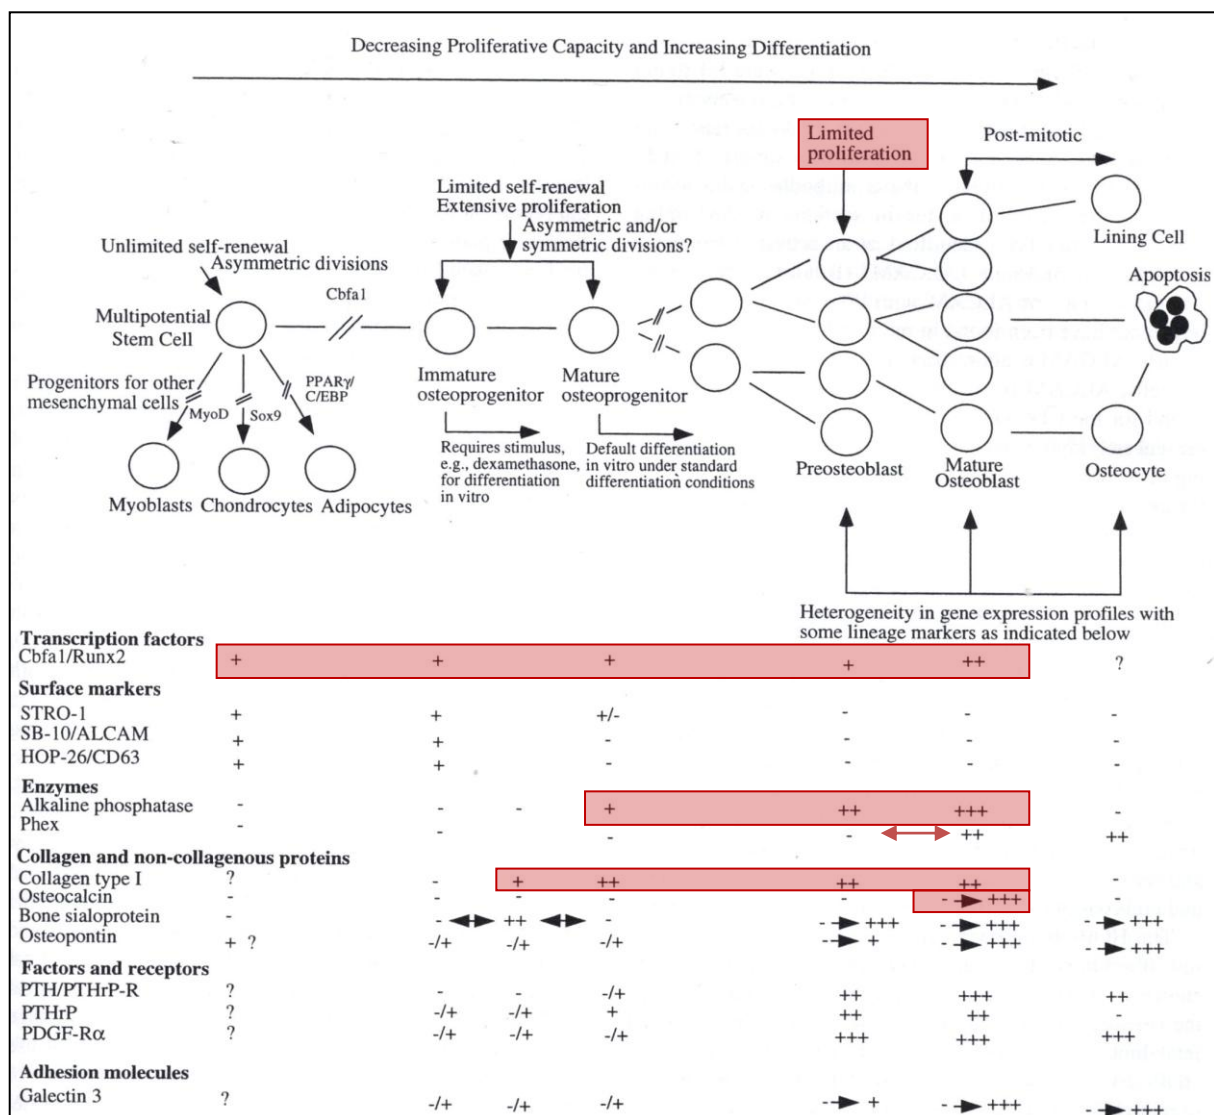 Decreasing Proliferative Capacity and Increasing Differentiation
Limited
proliferation
Post-mitotic
Limited self-renewal
Extensive proliferation
Asymmetric and/or
symmetric divisions?
Unlimited self-renewal
Asymmetric divisions
Lining Cell
Apoptosis
Cbfa1
Multipotential
Stem Cell
Progenitors for other
mesenchymal cells
MyoD
Sox9
PPARγ/
C/EBP
Immature
osteoprogenitor
Mature
osteoprogenitor
Requires stimulus,
e.g., dexamethasone,
for differentiation
in vitro
Default differentiation
in vitro under standard
differentiation conditions
Preosteoblast
Mature
Osteoblast
Osteocyte
Myoblasts Chondrocytes Adipocytes
Heterogeneity in gene expression profiles with
some lineage markers as indicated below
Transcription factors
Cbfa1/Runx2 + + + + ++ ?
Surface markers
STRO-1 + + +/- - - -
SB-10/ALCAM + + - - - -
HOP-26/CD63 + + - - - -
Enzymes
Alkaline phosphatase - - - + ++ +++ -
Phex - - - - ++ ++
Collagen and non-collagenous proteins
Collagen type I ? - + ++ ++ ++ -
Osteocalcin - - - - - - +++ -
Bone sialoprotein - - ++ - - +++ - +++ - +++
Osteopontin + ? -/+ -/+ -/+ - + - +++ - +++
Factors and receptors
PTH/PTHrP-R ? - - -/+ ++ +++ ++
PTHrP ? -/+ -/+ + ++ ++ -
PDGF-Rα ? -/+ -/+ -/+ +++ +++ +++
Adhesion molecules
Galectin 3 ? -/+ -/+ -/+ - + - +++ - +++